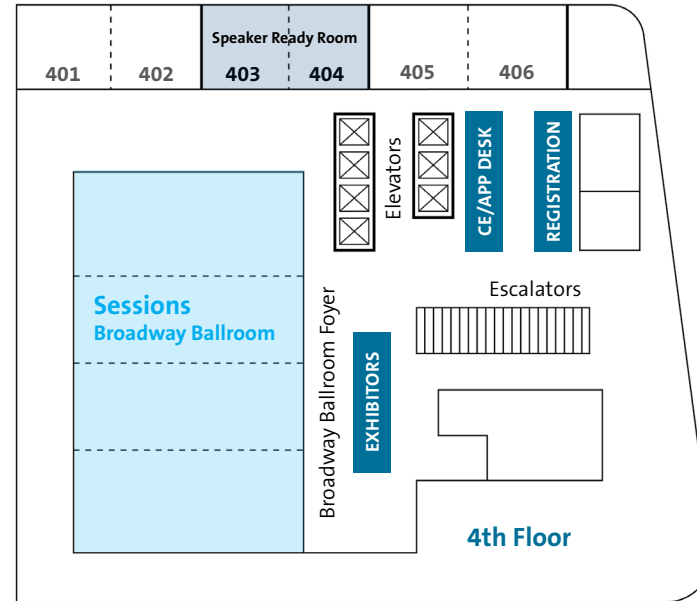 Speaker Ready Room
401
402
403
404
405
406
Elevators
CE/APP DESK
REGISTRATION
Sessions
Broadway Ballroom
Broadway Ballroom Foyer
Escalators
EXHIBITORS
4th Floor